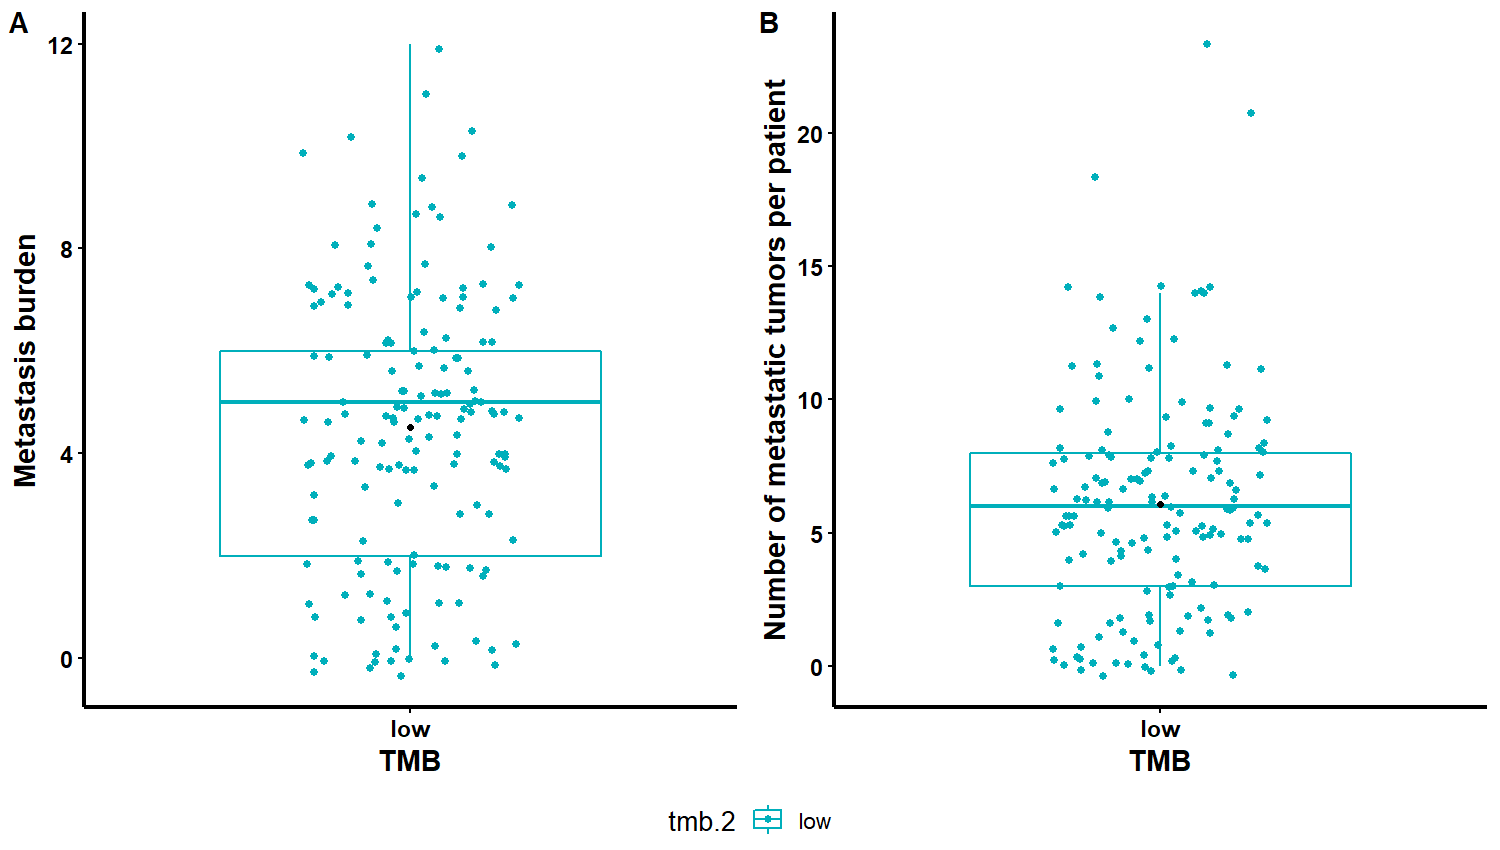 A
Metastasis burden
12
8
4
0
low
TMB
B
Number of metastatic tumors per patient
20
15
10
5
0
low
TMB
tmb.2 low